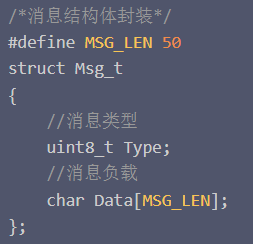 /*消息结构体封装*/
#define MSG_LEN 50
struct Msg_t
{
    //消息类型
    uint8_t Type;
    //消息负载
    char Data[MSG_LEN];
};